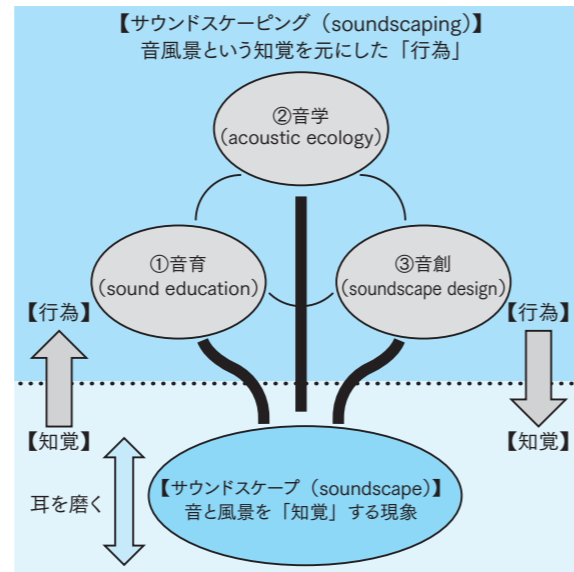 【サウンドスケーピング（soundscaping）】
音風景という知覚を元にした「行為」
②音学
(acoustic ecology)
①音育
(sound education)
③音創
(soundscape design)
【行為】
【行為】
【知覚】
【知覚】
耳を磨く
【サウンドスケープ（soundscape）】
音と風景を「知覚」する現象